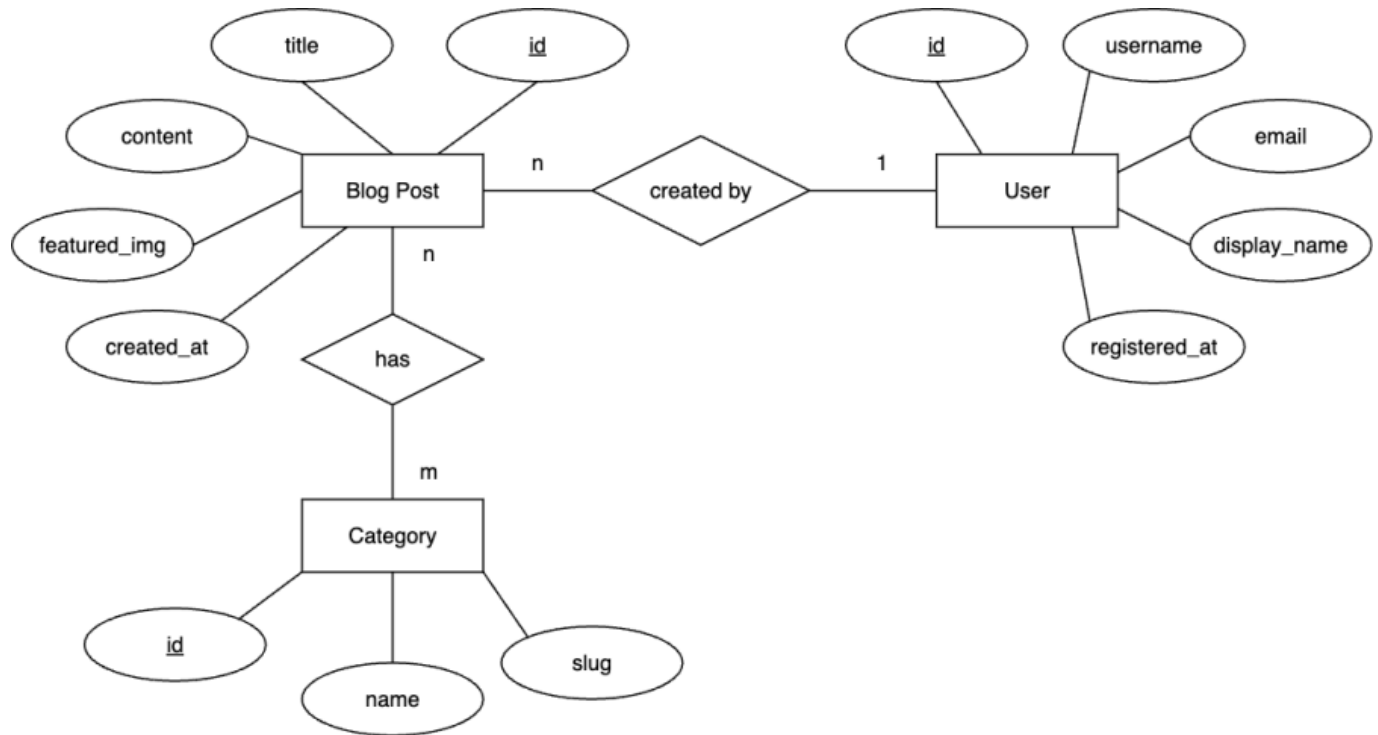 title
id
id
username
content
email
n
1
Blog Post
created by
User
featured_img
n
display_name
created_at
has
registered_at
m
Category
id
name
slug